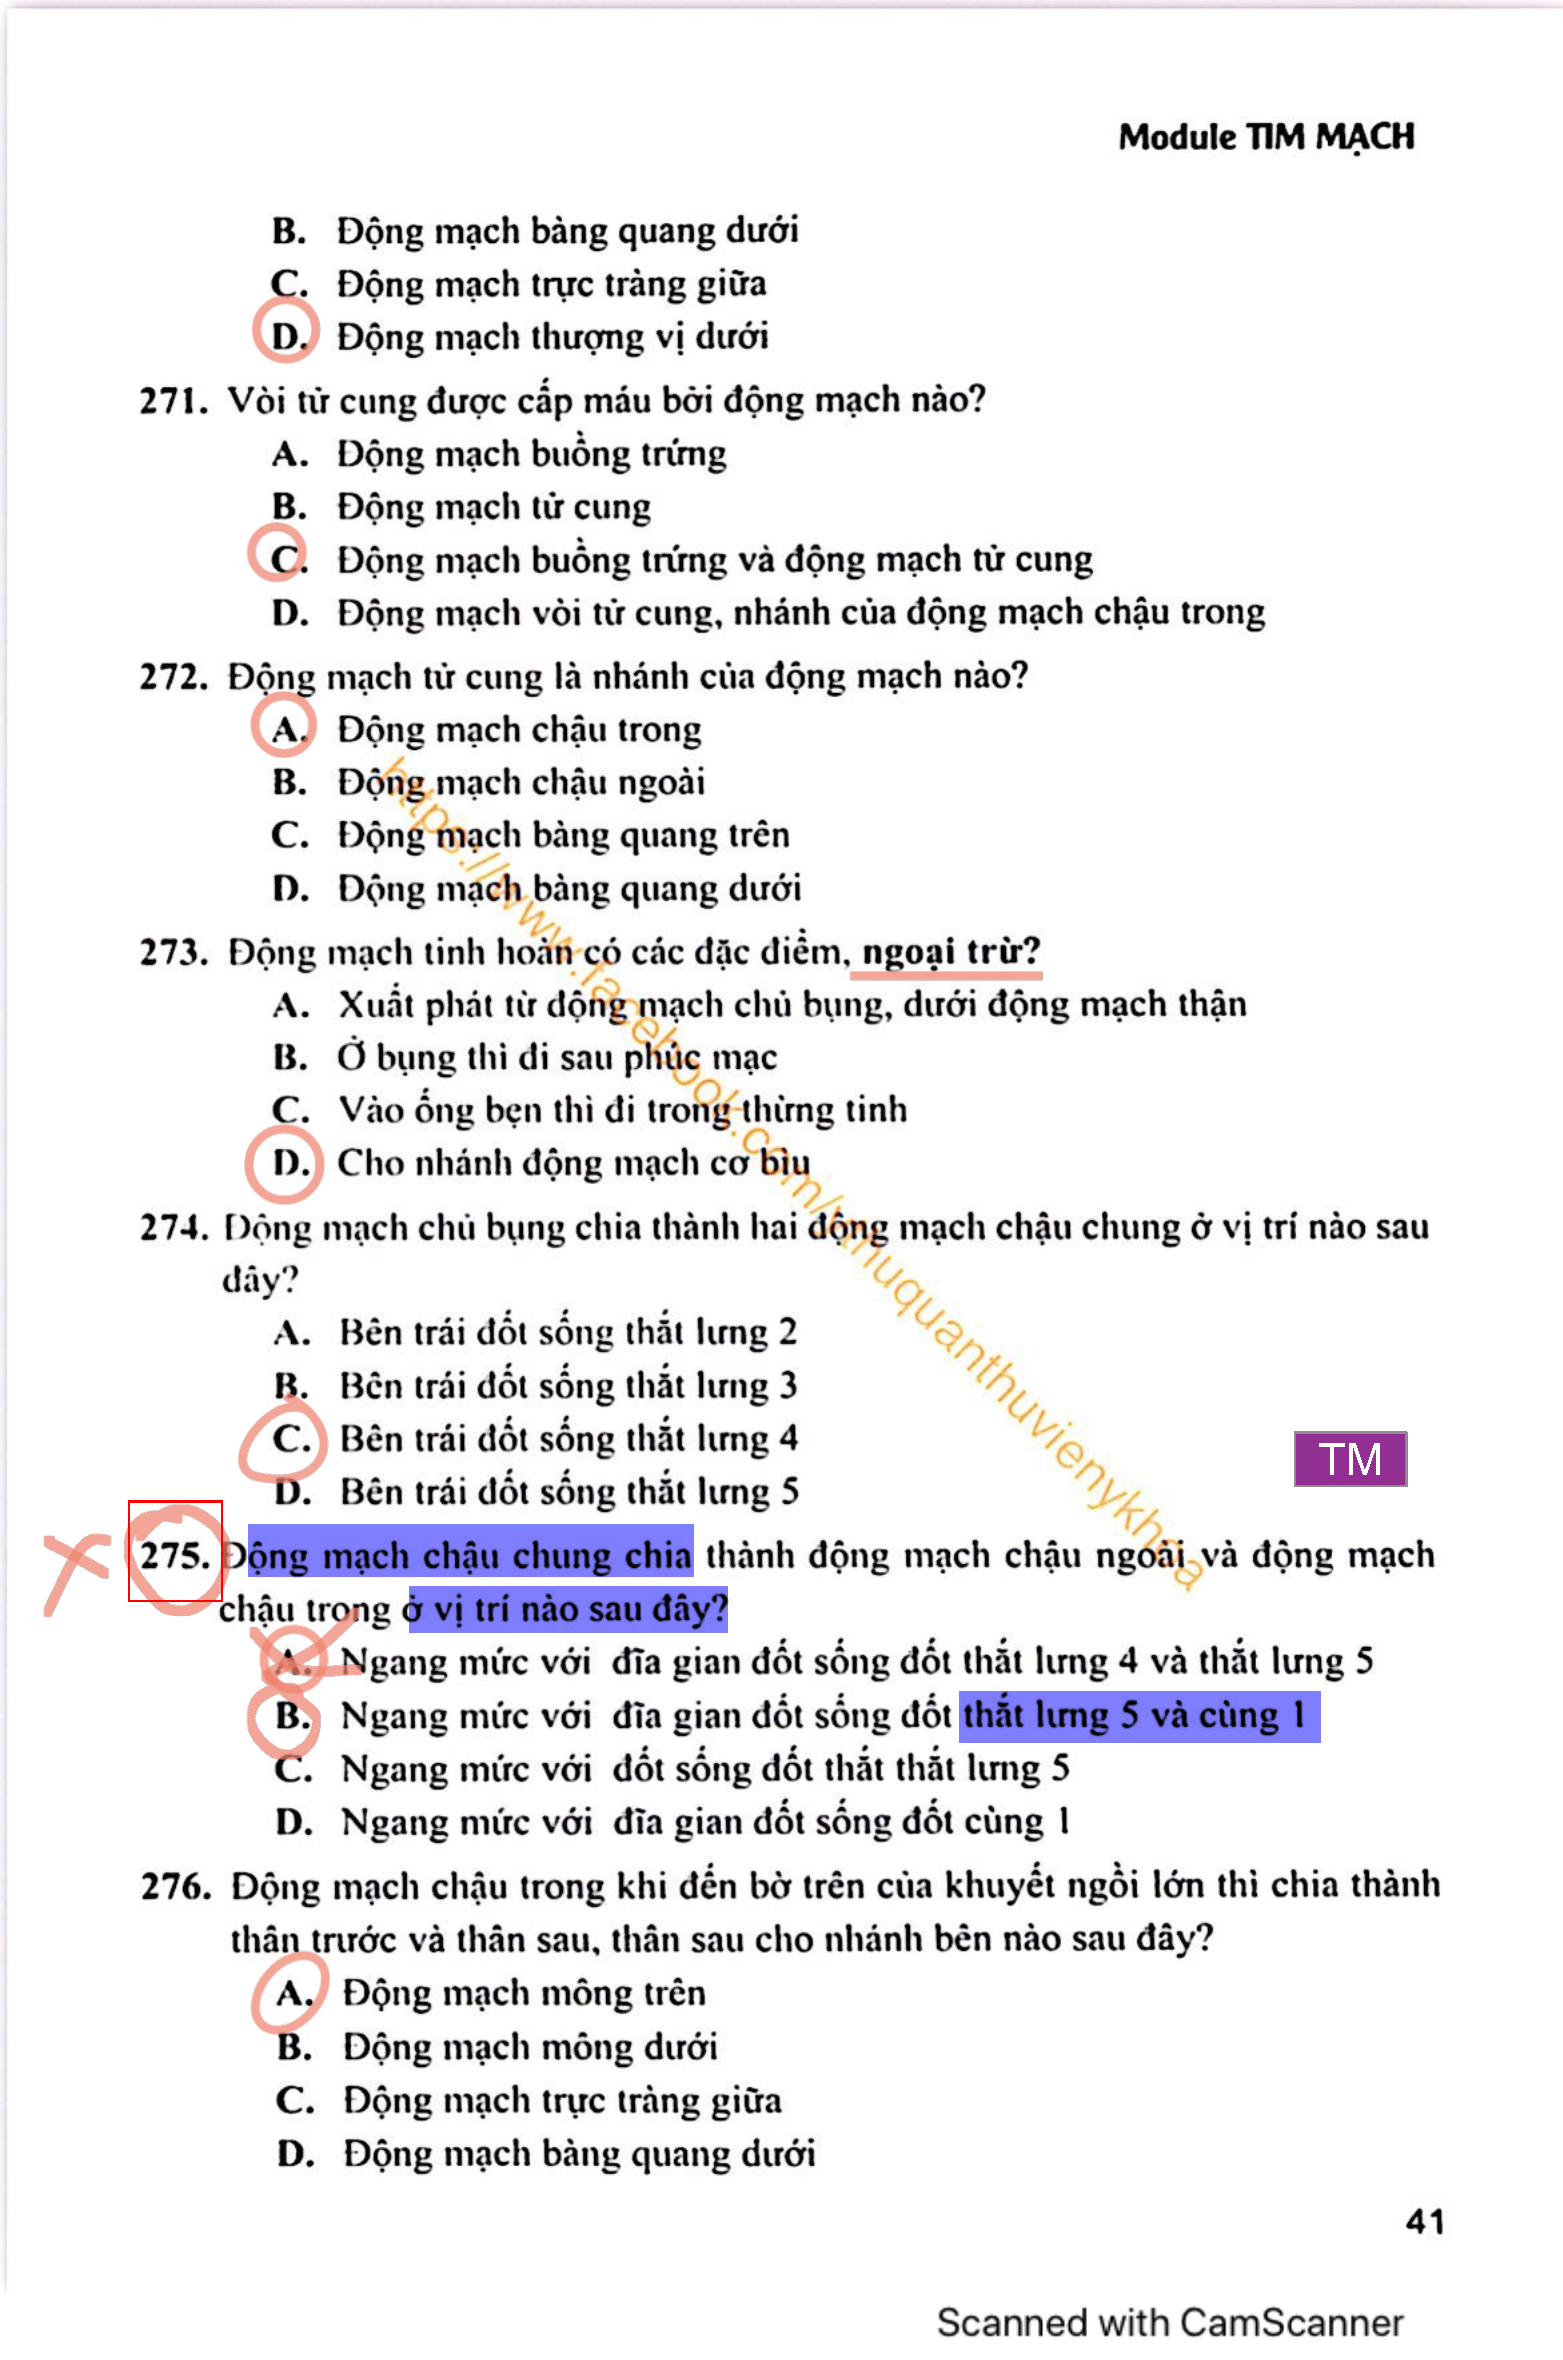 Module TIM MẠCH
B. Động mạch bàng quang dưới
C. Động mạch trực tràng giữa
D. Động mạch thượng vị dưới
271. Vòi tử cung được cấp máu bởi động mạch nào?
A. Động mạch buồng trứng
B. Động mạch tử cung
C. Động mạch buồng trứng và động mạch tử cung
D. Động mạch vòi tử cung, nhánh của động mạch chậu trong
272. Động mạch tử cung là nhánh của động mạch nào?
A. Động mạch chậu trong
B. Động mạch chậu ngoài
C. Động mạch bàng quang trên
D. Động mạch bàng quang dưới
273. Động mạch tinh hoàn có các đặc điểm, ngoại trừ?
A. Xuất phát từ động mạch chủ bụng, dưới động mạch thận
B. Ở bụng thì đi sau phúc mạc
C. Vào ống bẹn thì đi trong thừng tinh
D. Cho nhánh động mạch cơ bìu
274. Động mạch chủ bụng chia thành hai động mạch chậu chung ở vị trí nào sau
đây?
A. Bên trái đốt sống thắt lưng 2
B. Bên trái đốt sống thắt lưng 3
C. Bên trái đốt sống thắt lưng 4
D. Bên trái đốt sống thắt lưng 5
TM
275. Động mạch chậu chung chia thành động mạch chậu ngoài và động mạch
chậu trong ở vị trí nào sau đây?
A. Ngang mức với đĩa gian đốt sống đốt thắt lưng 4 và thắt lưng 5
B. Ngang mức với đĩa gian đốt sống đốt thắt lưng 5 và cùng 1
C. Ngang mức với đốt sống đốt thắt thắt lưng 5
D. Ngang mức với đĩa gian đốt sống đốt cùng 1
276. Động mạch chậu trong khi đến bờ trên của khuyết ngồi lớn thì chia thành
thân trước và thân sau, thân sau cho nhánh bên nào sau đây?
A. Động mạch mông trên
B. Động mạch mông dưới
C. Động mạch trực tràng giữa
D. Động mạch bàng quang dưới
41
Scanned with CamScanner